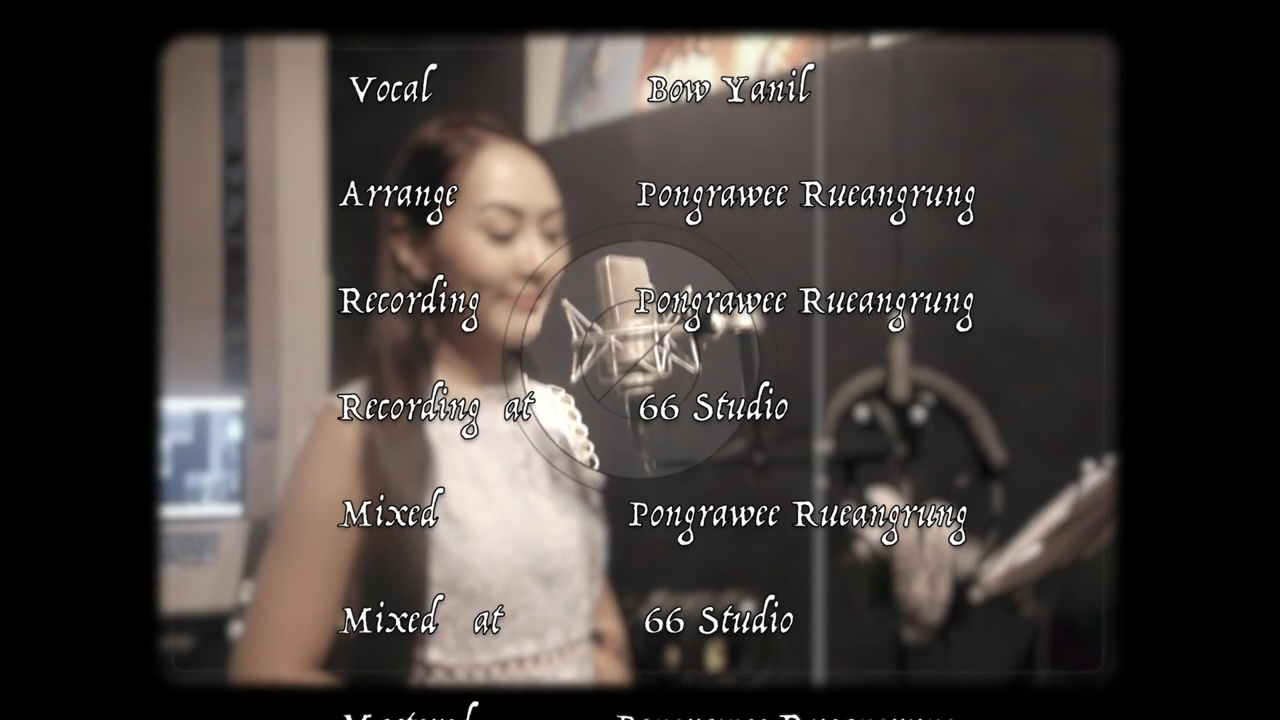 Vocal Bow Yanil
Arrange Pongrawee Rueangrung
Recording Pongrawee Rueangrung
Recording at 66 Studio
Mixed Pongrawee Rueangrung
Mixed at 66 Studio